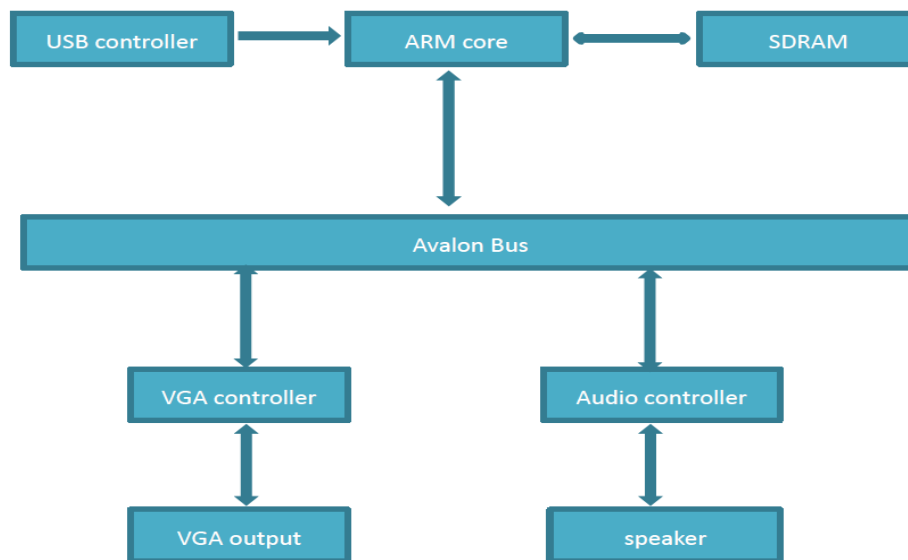 USB controller
ARM core
SDRAM
Avalon Bus
VGA controller
Audio controller
VGA output
speaker